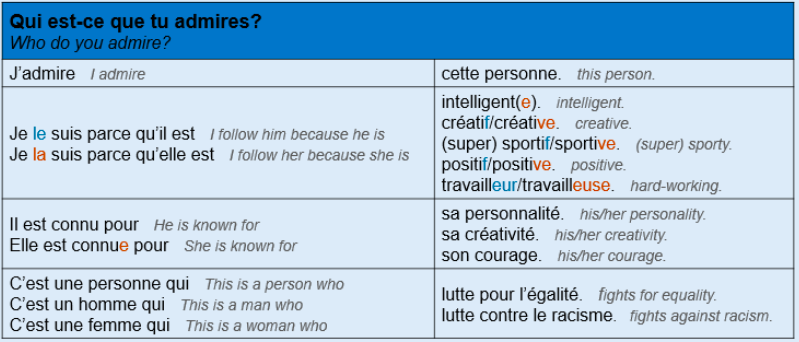 Qui est-ce que tu admires?
Who do you admire?
J’admire I admire
cette personne. this person.
Je le suis parce qu’il est I follow him because he is
Je la suis parce qu’elle est I follow her because she is
intelligent(e). intelligent.
créatif/créative. creative.
(super) sportif/sportive. (super) sporty.
positif/positive. positive.
travailleur/travailleuse. hard-working.
Il est connu pour He is known for
Elle est connue pour She is known for
sa personnalité. his/her personality.
sa créativité. his/her creativity.
son courage. his/her courage.
C’est une personne qui This is a person who
C’est un homme qui This is a man who
C’est une femme qui This is a woman who
lutte pour l’égalité. fights for equality.
lutte contre le racisme. fights against racism.